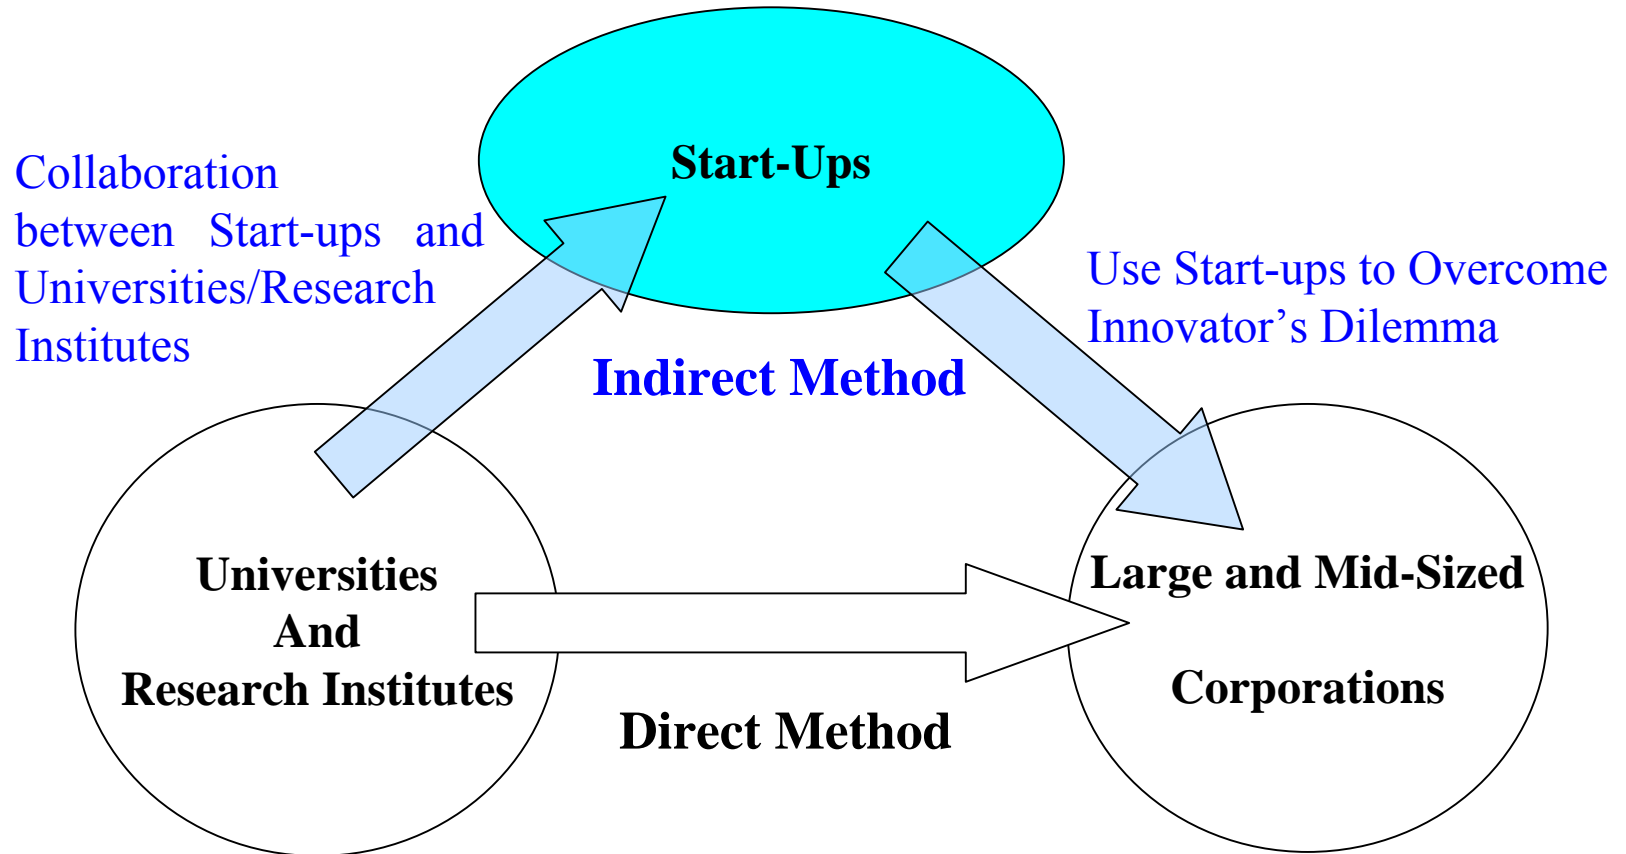 Start-Ups
Collaboration
between Start-ups and
Universities/Research
Institutes
Use Start-ups to Overcome
Innovator’s Dilemma
Indirect Method
Universities
And
Research Institutes
Large and Mid-Sized
Corporations
Direct Method